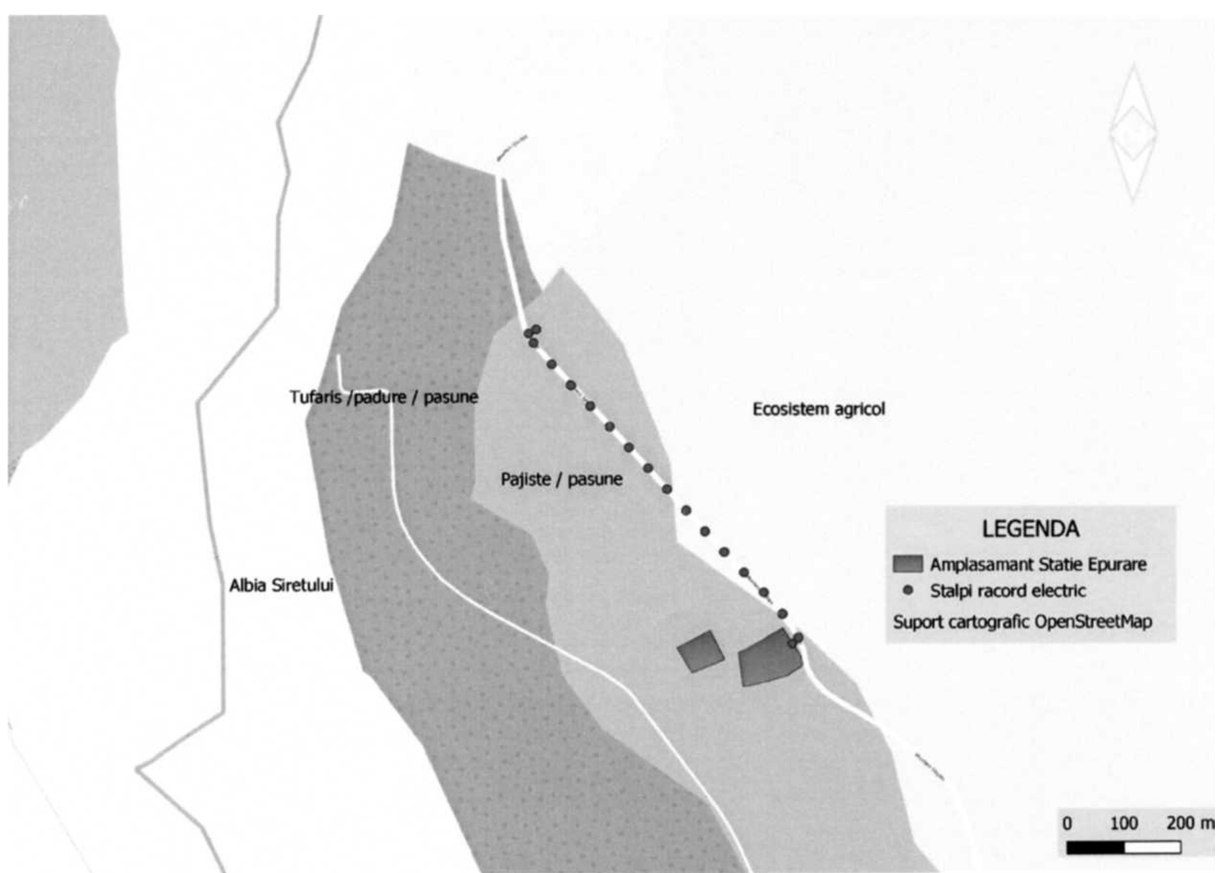 Tufaris /padure / pasune
Ecosistem agricol
Pajiste / pasune
Albia Siretului
LEGENDA
Amplasamant Statie Epurare
Stalpi racord electric
Suport cartografic OpenStreetMap
0 100 200 m